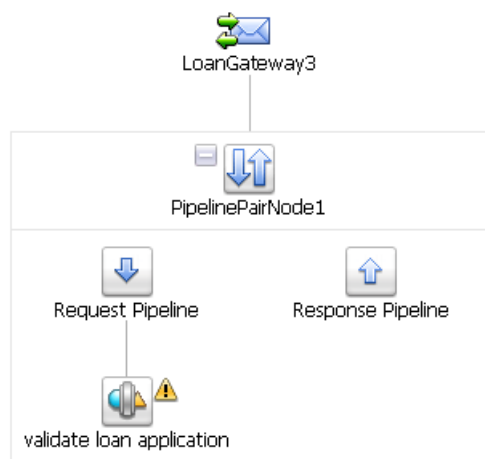 LoanGateway3
PipelinePairNode1
Request Pipeline
Response Pipeline
validate loan application